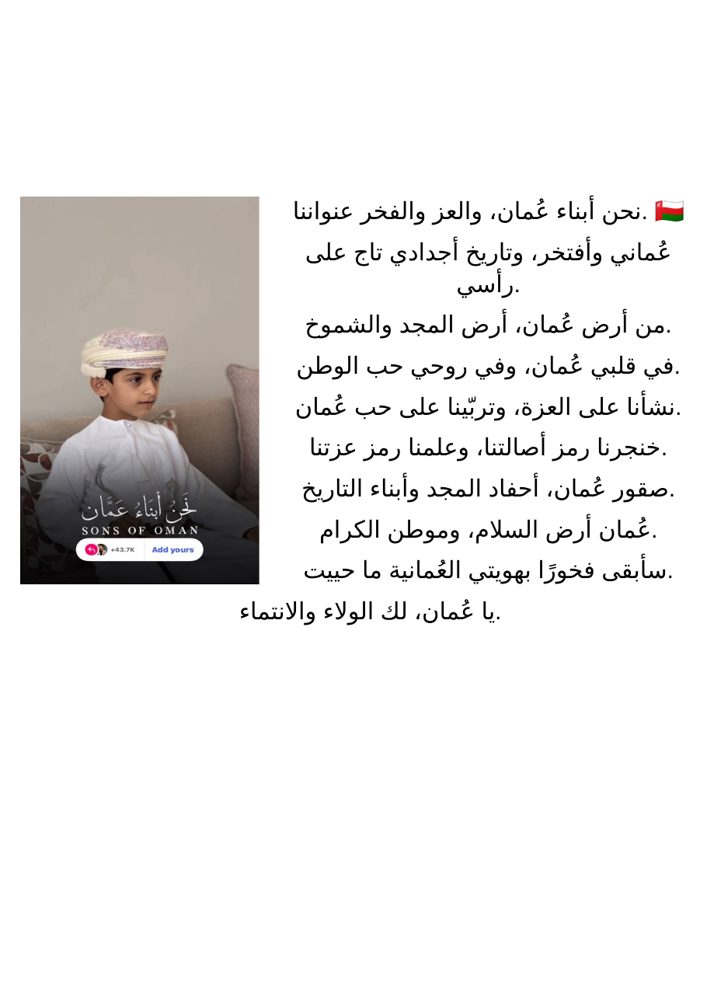 نحن أبناء عُمان، والعز والفخر عنواننا. 🇴🇲
عُماني وأفتخر، وتاريخ أجدادي تاج على
رأسي.
من أرض عُمان، أرض المجد والشموخ.
في قلبي عُمان، وفي روحي حب الوطن.
نشأنا على العزة، وتربّينا على حب عُمان.
خنجرنا رمز أصالتنا، وعلمنا رمز عزتنا.
صقور عُمان، أحفاد المجد وأبناء التاريخ.
عُمان أرض السلام، وموطن الكرام.
سأبقى فخورًا بهويتي العُمانية ما حييت.
يا عُمان، لك الولاء والانتماء.
نَحْنُ أَبنَاءُ عَمَّان
SONS OF OMAN
+43.7K Add yours